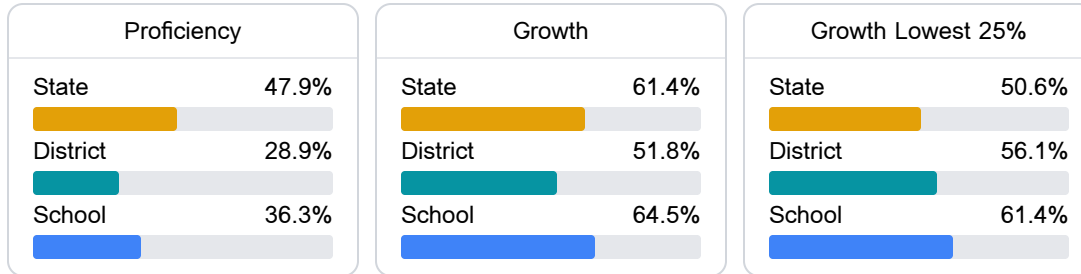 Proficiency
State 47.9%
District 28.9%
School 36.3%
Growth
State 61.4%
District 51.8%
School 64.5%
Growth Lowest 25%
State 50.6%
District 56.1%
School 61.4%